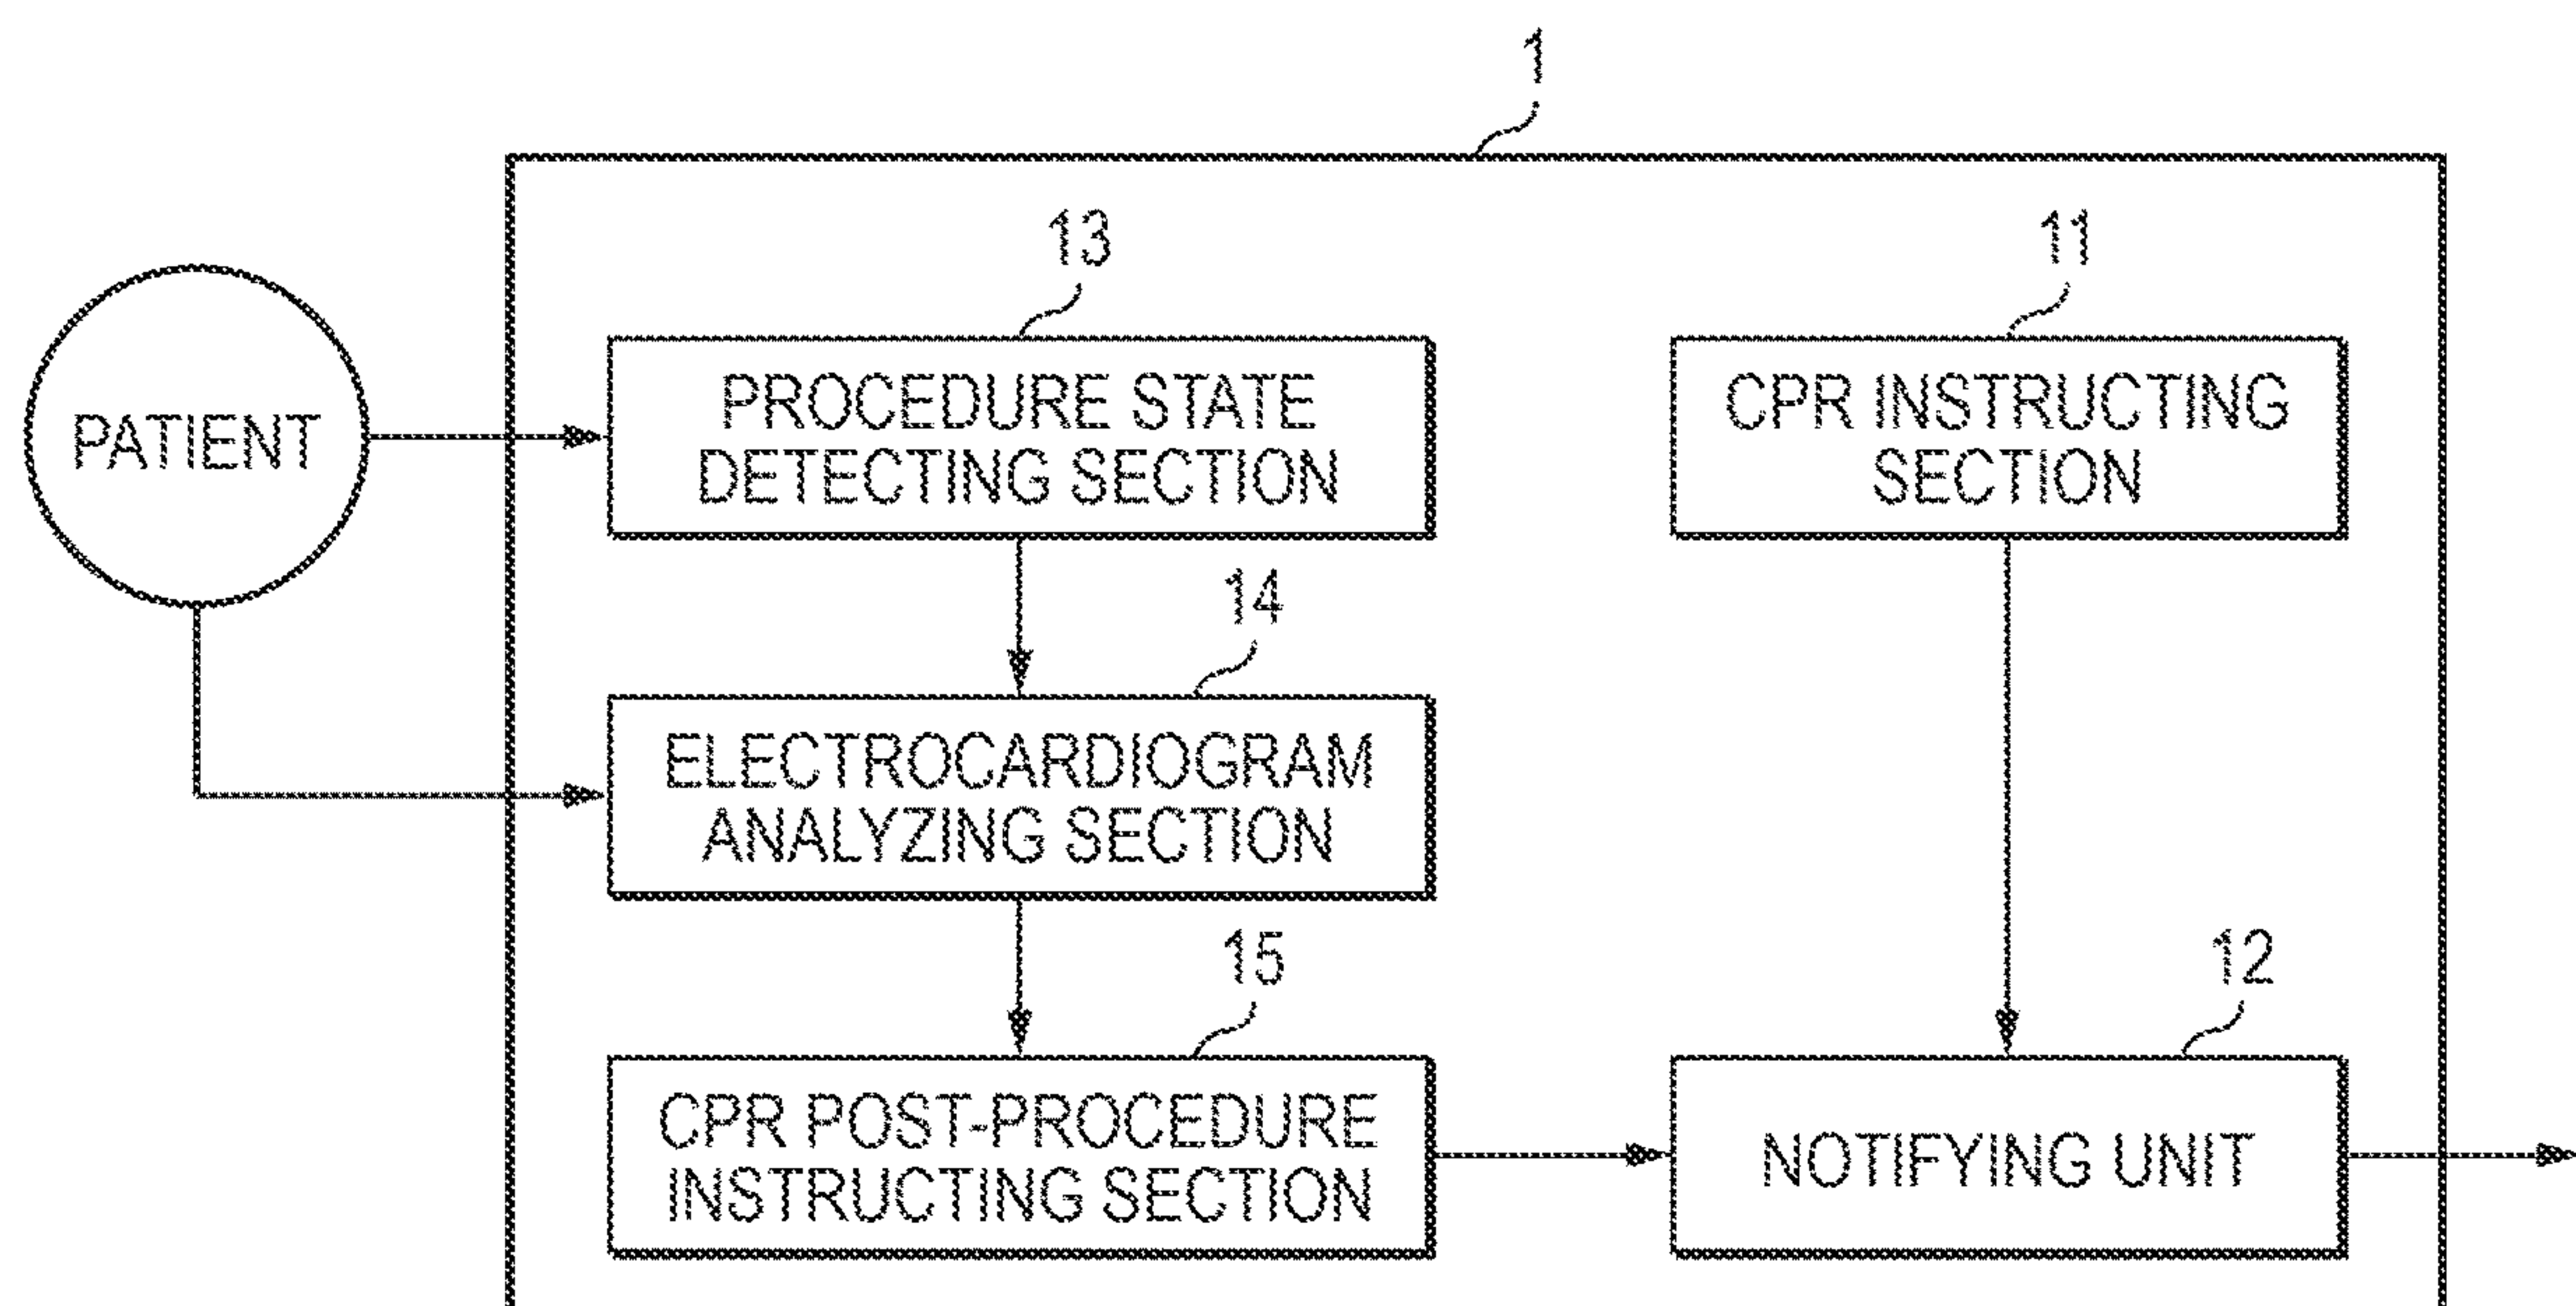 1
13
11
PATIENT
PROCEDURE STATE
DETECTING SECTION
CPR INSTRUCTING
SECTION
14
ELECTROCARDIOGRAM
ANALYZING SECTION
15
12
CPR POST-PROCEDURE
INSTRUCTING SECTION
NOTIFYING UNIT